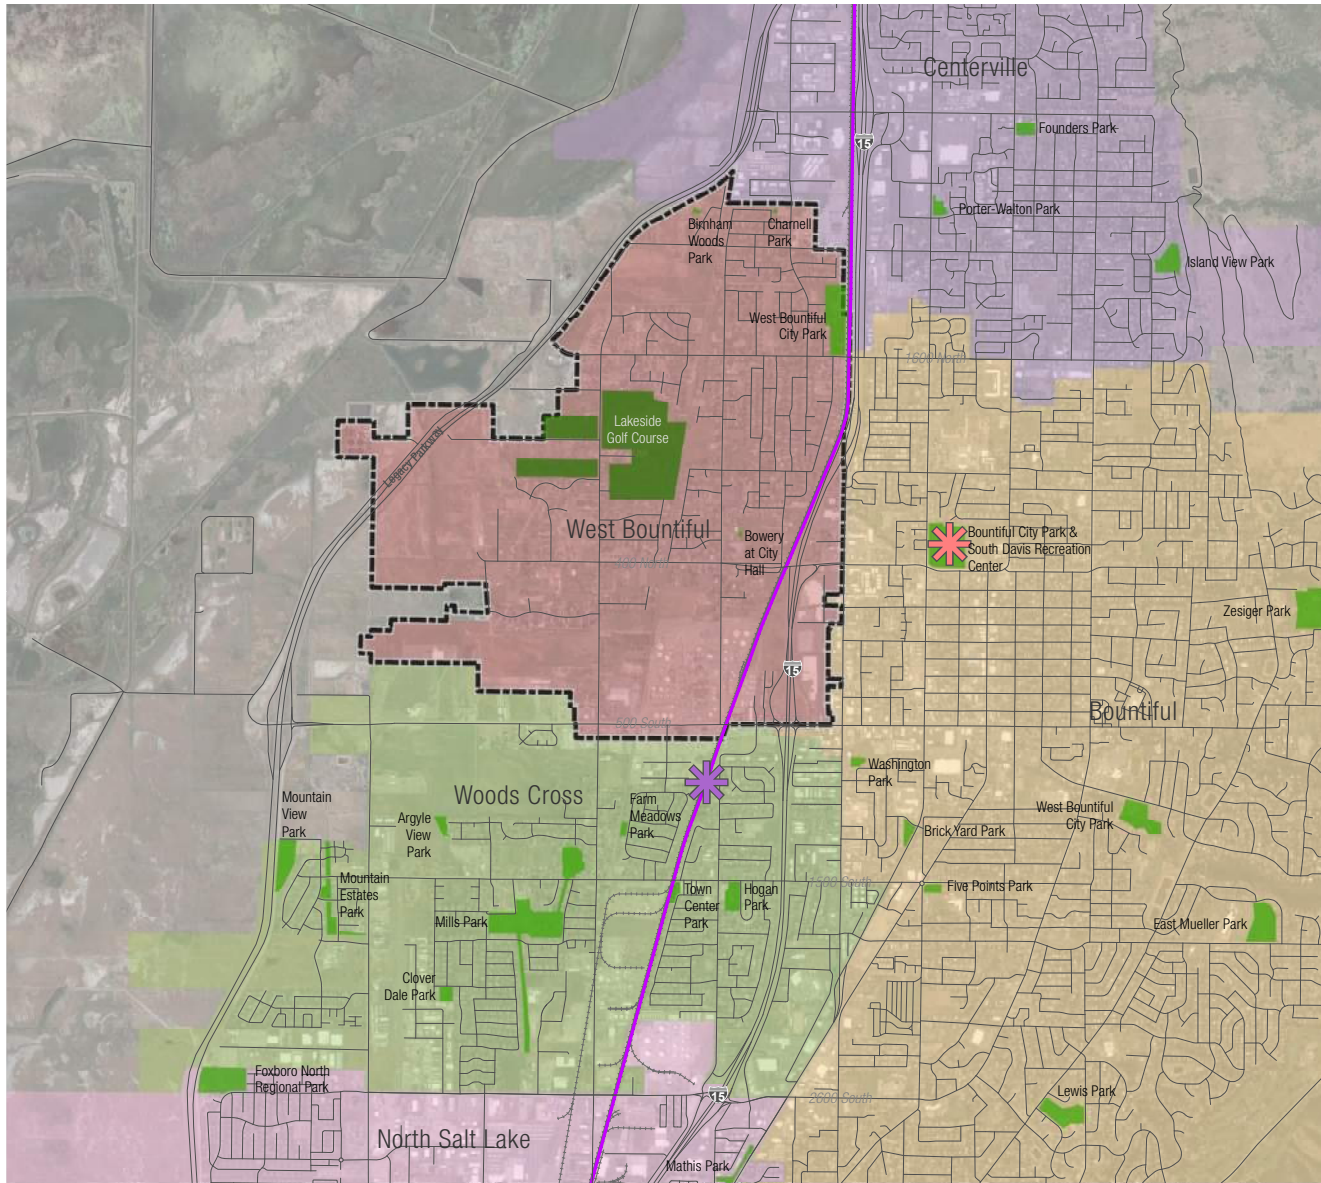 Centerville
Founders Park
15
Porter-Walton Park
Birnham
Woods
Park
Charnell
Park
Island View Park
West Bountiful
City Park
1600 North
Lakeside
Golf Course
Legacy Parkway
West Bountiful
Bowery
at City
Hall
400 North
Bountiful City Park &
South Davis Recreation
Center
Zesiger Park
15
500 South
Bountiful
Woods Cross
Washington
Park
Mountain
View
Park
Argyle
View
Park
Farm
Meadows
Park
West Bountiful
City Park
Brick Yard Park
Mountain
Estates
Park
Mills Park
Town
Center
Park
Hogan
Park
1500 South
Five Points Park
East Mueller Park
Clover
Dale Park
Foxboro North
Regional Park
15
2600 South
Lewis Park
North Salt Lake
Mathis Park